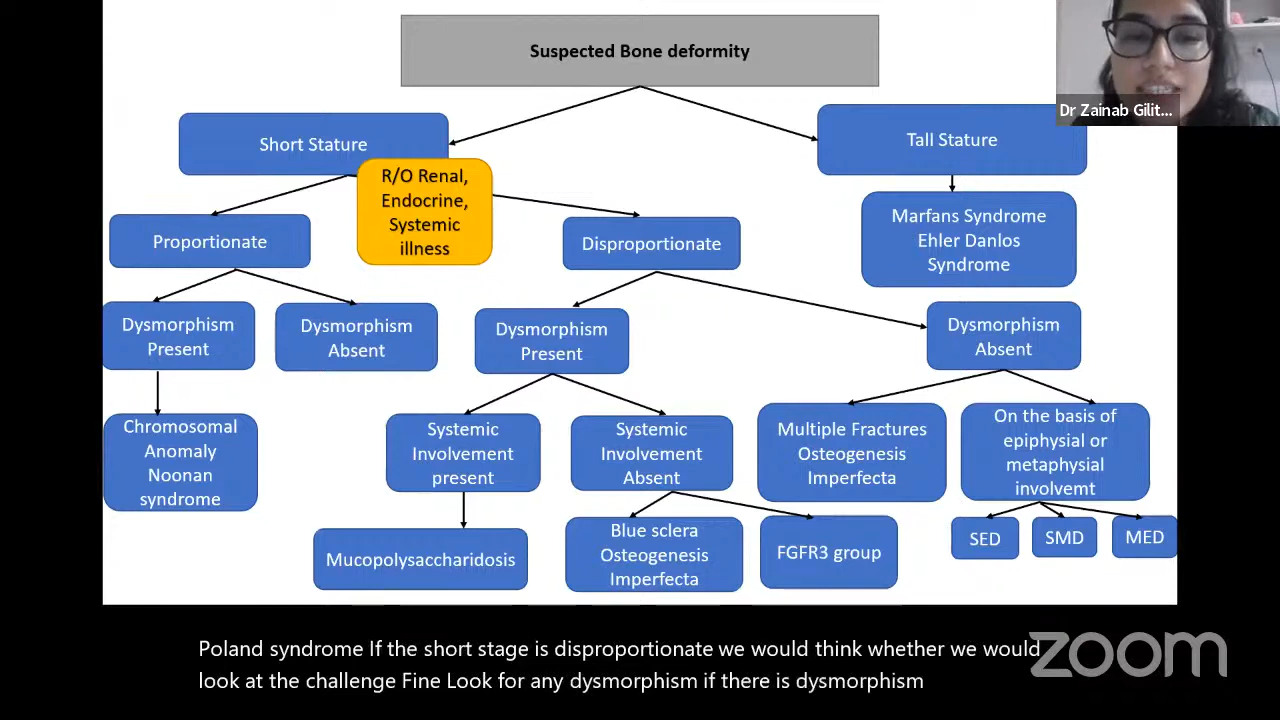 Suspected Bone deformity
Dr Zainab Gilit...
Short Stature
Tall Stature
R/O Renal,
Endocrine,
Systemic
illness
Marfans Syndrome
Ehler Danlos
Syndrome
Proportionate
Disproportionate
Dysmorphism
Present
Dysmorphism
Absent
Dysmorphism
Present
Dysmorphism
Absent
Chromosomal
Anomaly
Noonan
syndrome
Systemic
Involvement
present
Systemic
Involvement
Absent
Multiple Fractures
Osteogenesis
Imperfecta
On the basis of
epiphysial or
metaphysial
involvemt
Mucopolysaccharidosis
Blue sclera
Osteogenesis
Imperfecta
FGFR3 group
SED
SMD
MED
Poland syndrome If the short stage is disproportionate we would think whether we would
look at the challenge Fine Look for any dysmorphism if there is dysmorphism
zoom